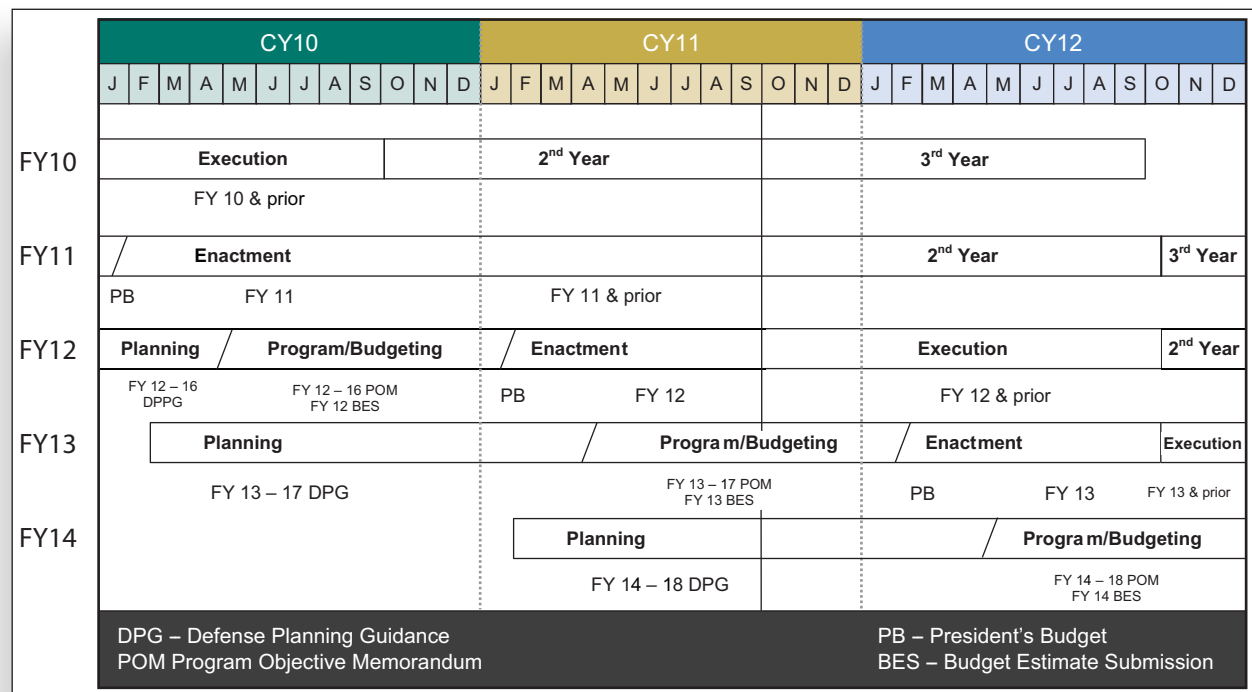 CY10 CY11 CY12
J F M A M J J A S O N D J F M A M J J A S O N D J F M A M J J A S O N D
FY10 Execution 2nd Year 3rd Year
FY 10 & prior
FY11 Enactment 2nd Year 3rd Year
PB FY 11 FY 11 & prior
FY12 Planning Program/Budgeting Enactment Execution 2nd Year
FY 12 – 16
DPPG
FY 12 – 16 POM
FY 12 BES
PB FY 12 FY 12 & prior
FY13 Planning Program/Budgeting Enactment Execution
FY 13 – 17 DPG
FY 13 – 17 POM
FY 13 BES
PB FY 13 FY 13 & prior
FY14 Planning Program/Budgeting
FY 14 – 18 DPG
FY 14 – 18 POM
FY 14 BES
DPG – Defense Planning Guidance
POM Program Objective Memorandum
PB – President's Budget
BES – Budget Estimate Submission